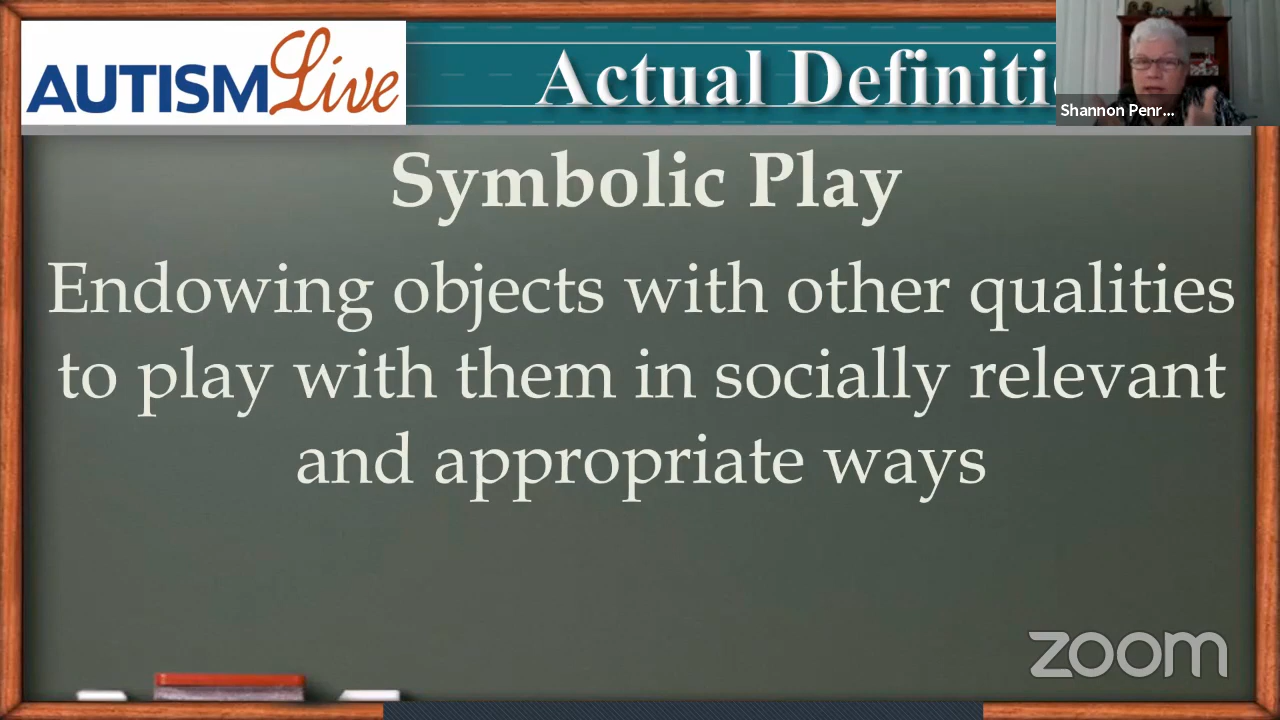 AUTISM Live
Actual Definiti
Shannon Penr...
Symbolic Play
Endowing objects with other qualities
to play with them in socially relevant
and appropriate ways
zoom